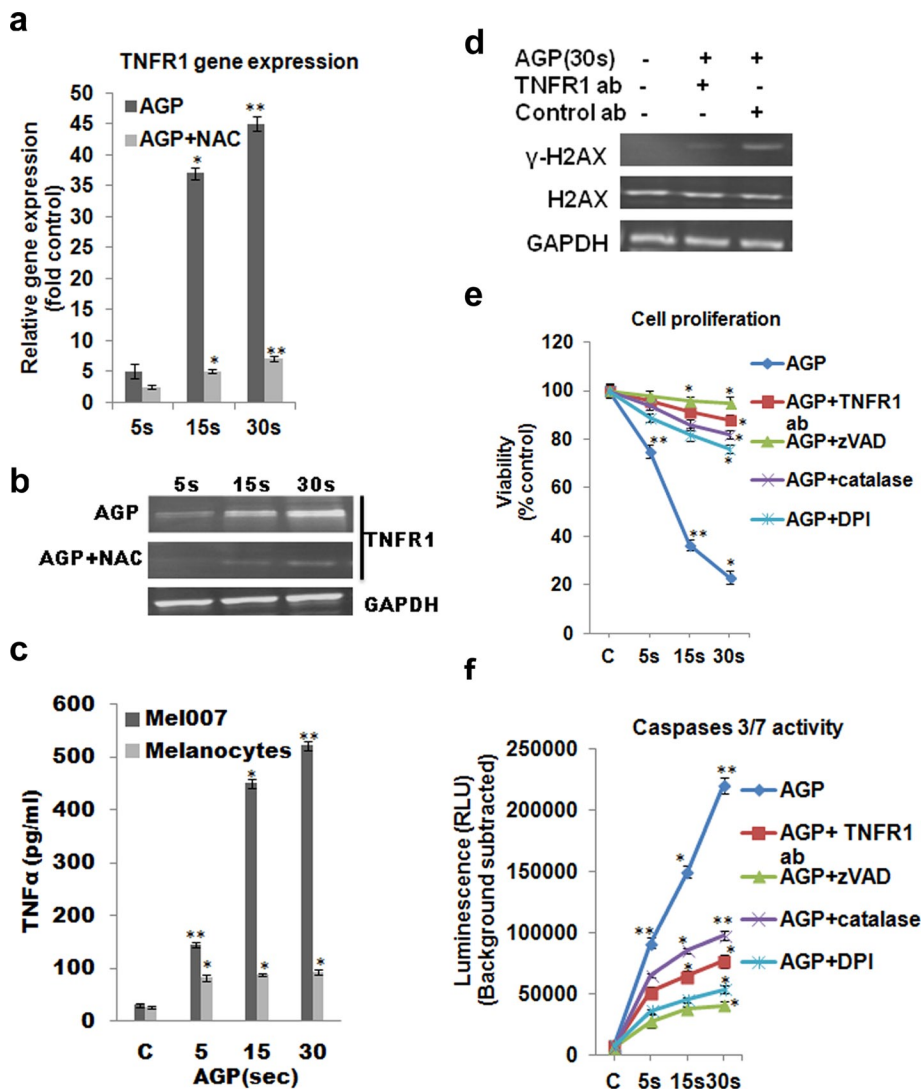 a
TNFR1 gene expression
Relative gene expression
(fold control)
50
45
40
35
30
25
20
15
10
5
0
AGP
AGP+NAC
*
**
*
**
5s 15s 30s
b
5s 15s 30s
AGP
AGP+NAC
TNFR1
GAPDH
c
TNFα (pg/ml)
600
500
400
300
200
100
0
Mel007
Melanocytes
**
*
*
*
**
*
C 5 15 30
AGP(sec)
d
AGP(30s) - + +
TNFR1 ab - + -
Control ab - - +
γ-H2AX
H2AX
GAPDH
e
Cell proliferation
Viability
(% control)
120
100
80
60
40
20
0
**
**
*
*
*
*
*
*
AGP
AGP+TNFR1
ab
AGP+zVAD
AGP+catalase
AGP+DPI
C 5s 15s 30s
f
Caspases 3/7 activity
Luminescence (RLU)
(Background subtracted)
250000
200000
150000
100000
50000
0
**
*
**
*
**
*
*
*
*
AGP
AGP+ TNFR1
ab
AGP+zVAD
AGP+catalase
AGP+DPI
C 5s 15s30s